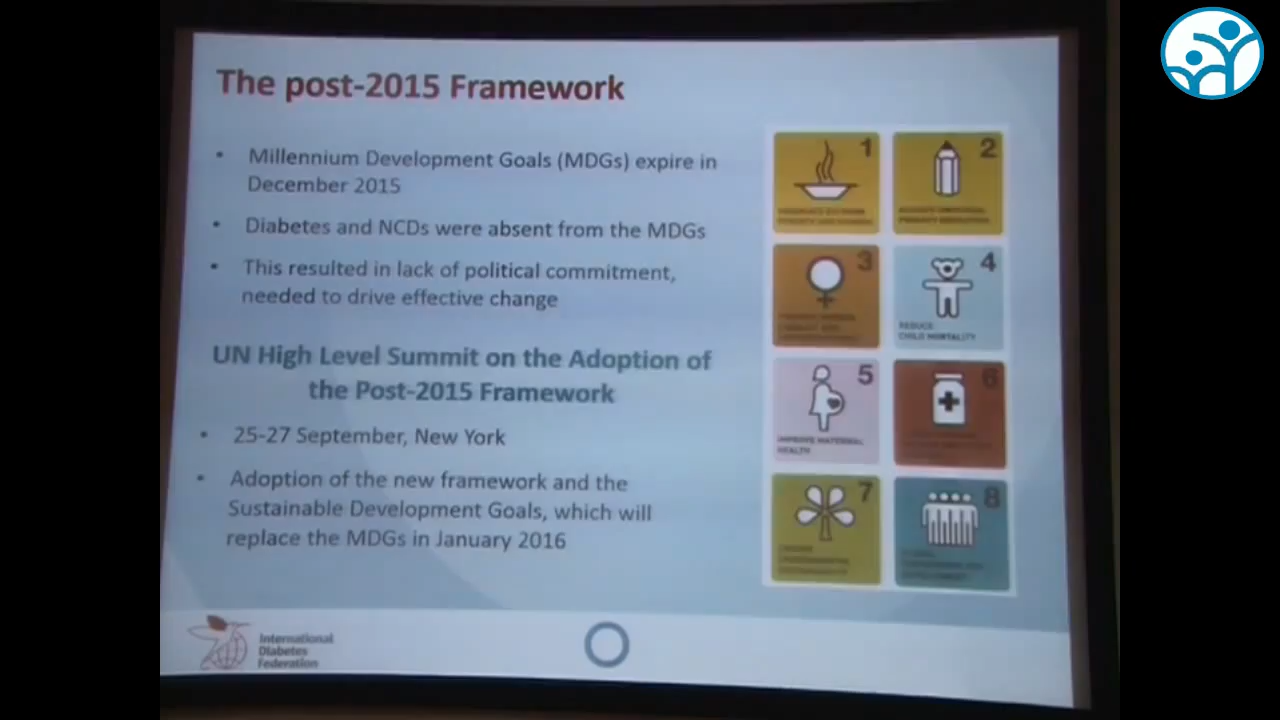 The post-2015 Framework
• Millennium Development Goals (MDGs) expire in
December 2015
• Diabetes and NCDs were absent from the MDGs
• This resulted in lack of political commitment,
needed to drive effective change
UN High Level Summit on the Adoption of
the Post-2015 Framework
• 25-27 September, New York
• Adoption of the new framework and the
Sustainable Development Goals, which will
replace the MDGs in January 2016
1
2
3
4
REDUCE
CHILD MORTALITY
5
IMPROVE MATERNAL
HEALTH
6
7
8
International
Diabetes
Federation